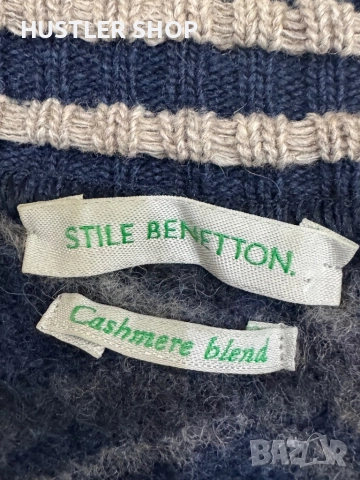 HUSTLER SHOP
STILE BENETTON.
Cashmere blend
bazar